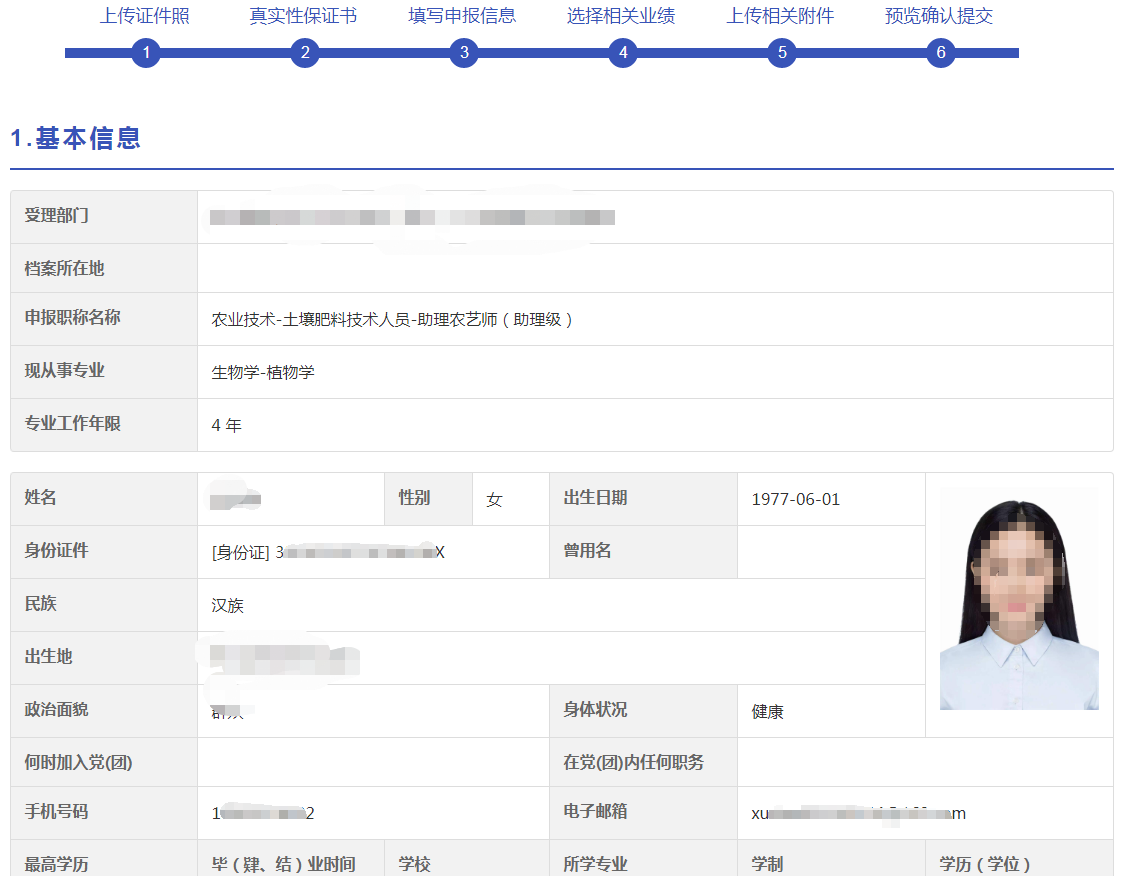 上传证件照 真实性保证书 填写申报信息 选择相关业绩 上传相关附件 预览确认提交
1 2 3 4 5 6
1.基本信息
受理部门
档案所在地
申报职称名称 农业技术-土壤肥料技术人员-助理农艺师（助理级）
现从事专业 生物学-植物学
专业工作年限 4 年
姓名 性别 女 出生日期 1977-06-01
身份证件 [身份证] 3 X 曾用名
民族 汉族
出生地
政治面貌 身体状况 健康
何时加入党(团) 在党(团)内任何职务
手机号码 1 2 电子邮箱 xu m
最高学历 毕（肄、结）业时间 学校 所学专业 学制 学历（学位）